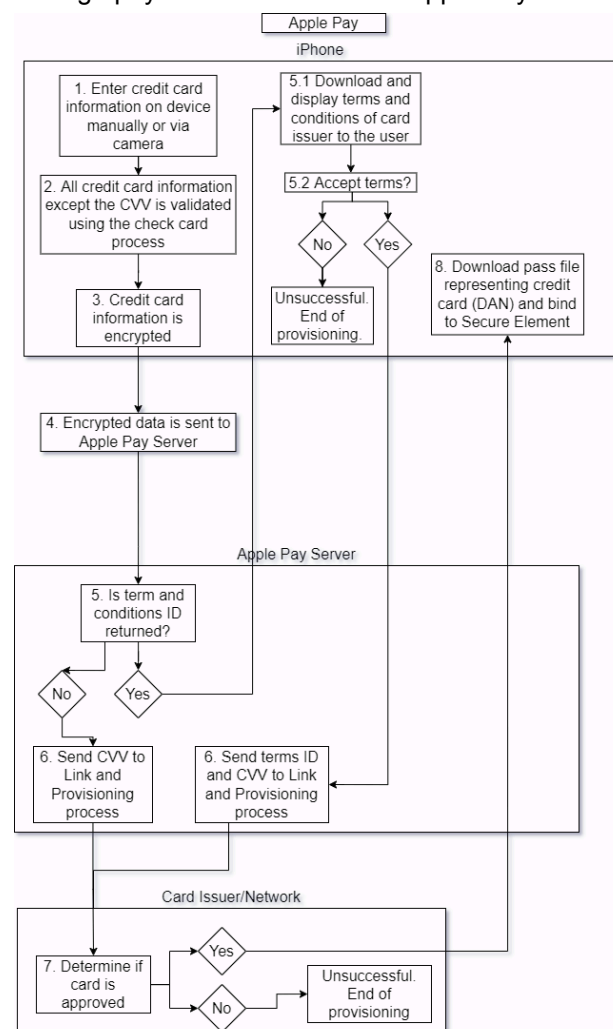 Apple Pay
iPhone
1. Enter credit card
information on device
manually or via
camera
2. All credit card information
except the CVV is validated
using the check card
process
3. Credit card
information is
encrypted
5.1 Download and
display terms and
conditions of card
issuer to the user
5.2 Accept terms?
No
Yes
Unsuccessful.
End of
provisioning.
8. Download pass file
representing credit
card (DAN) and bind
to Secure Element
4. Encrypted data is sent to
Apple Pay Server
Apple Pay Server
5. Is term and
conditions ID
returned?
No
Yes
6. Send CVV to
Link and
Provisioning
process
6. Send terms ID
and CVV to Link
and Provisioning
process
Card Issuer/Network
7. Determine if
card is
approved
Yes
No
Unsuccessful.
End of
provisioning